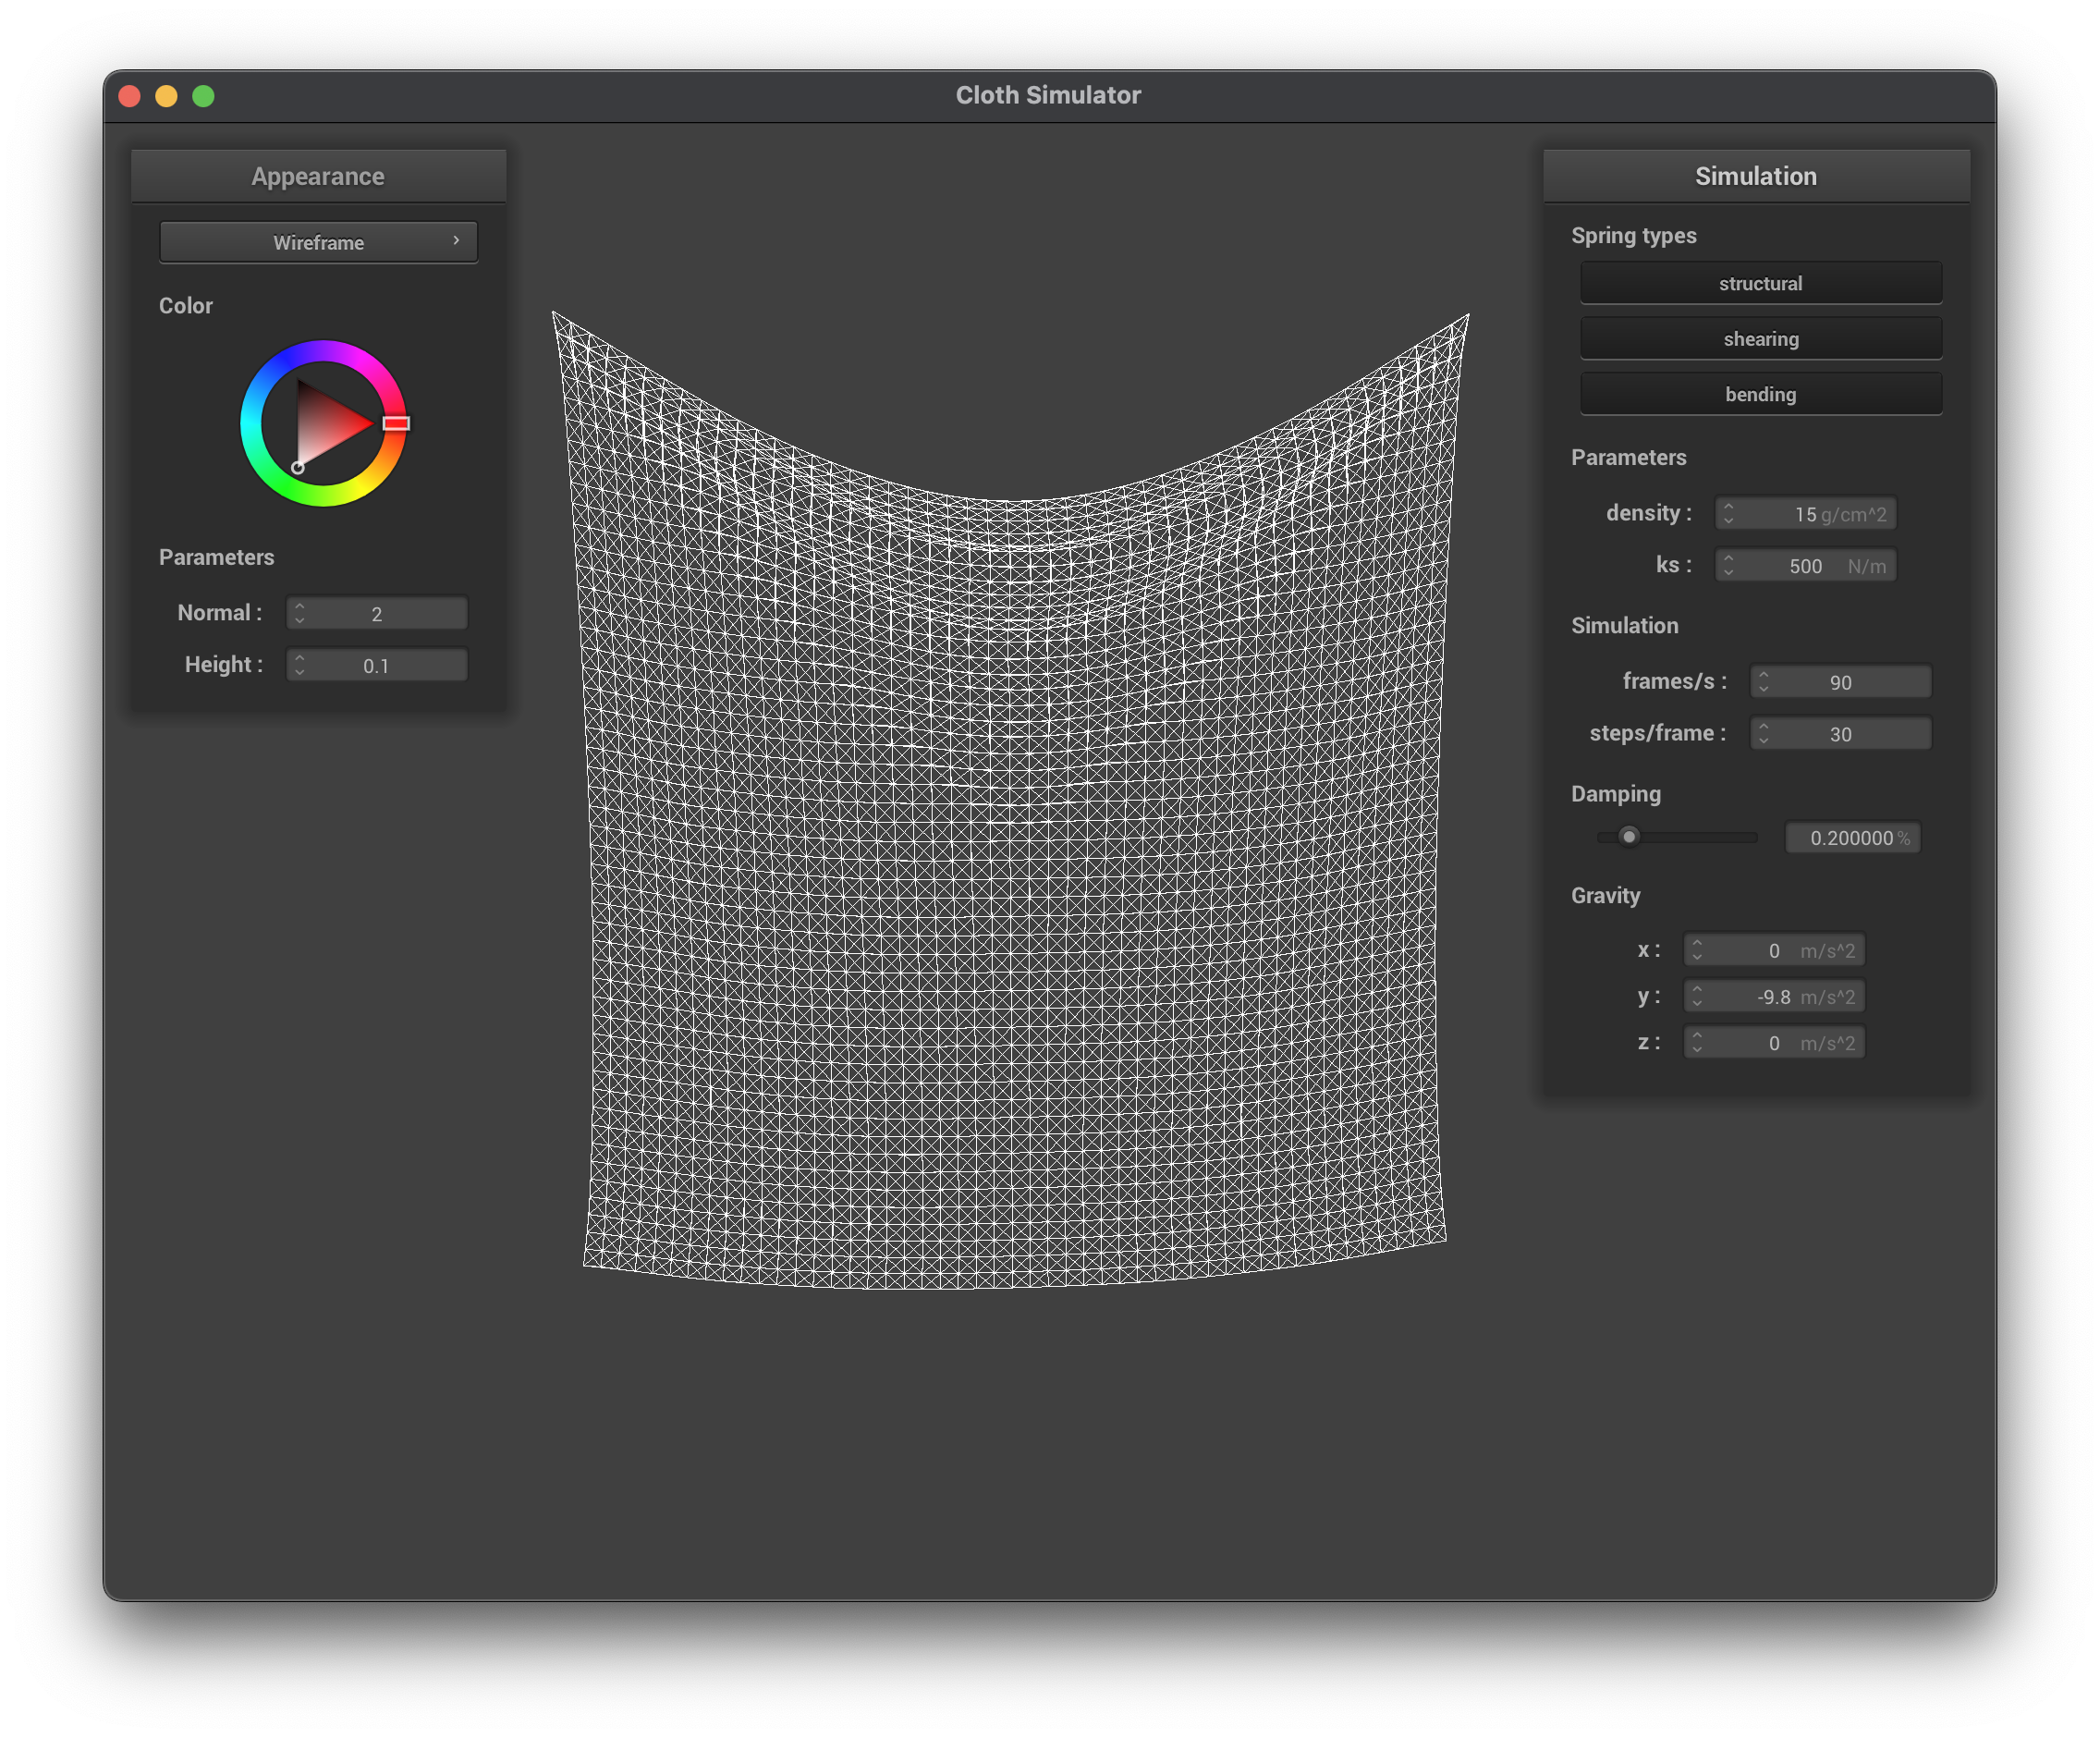 Cloth Simulator
Appearance
Wireframe
Color
Parameters
Normal : 2
Height : 0.1
Simulation
Spring types
structural
shearing
bending
Parameters
density : 15 g/cm^2
ks : 500 N/m
Simulation
frames/s : 90
steps/frame : 30
Damping
0.200000 %
Gravity
x : 0 m/s^2
y : -9.8 m/s^2
z : 0 m/s^2